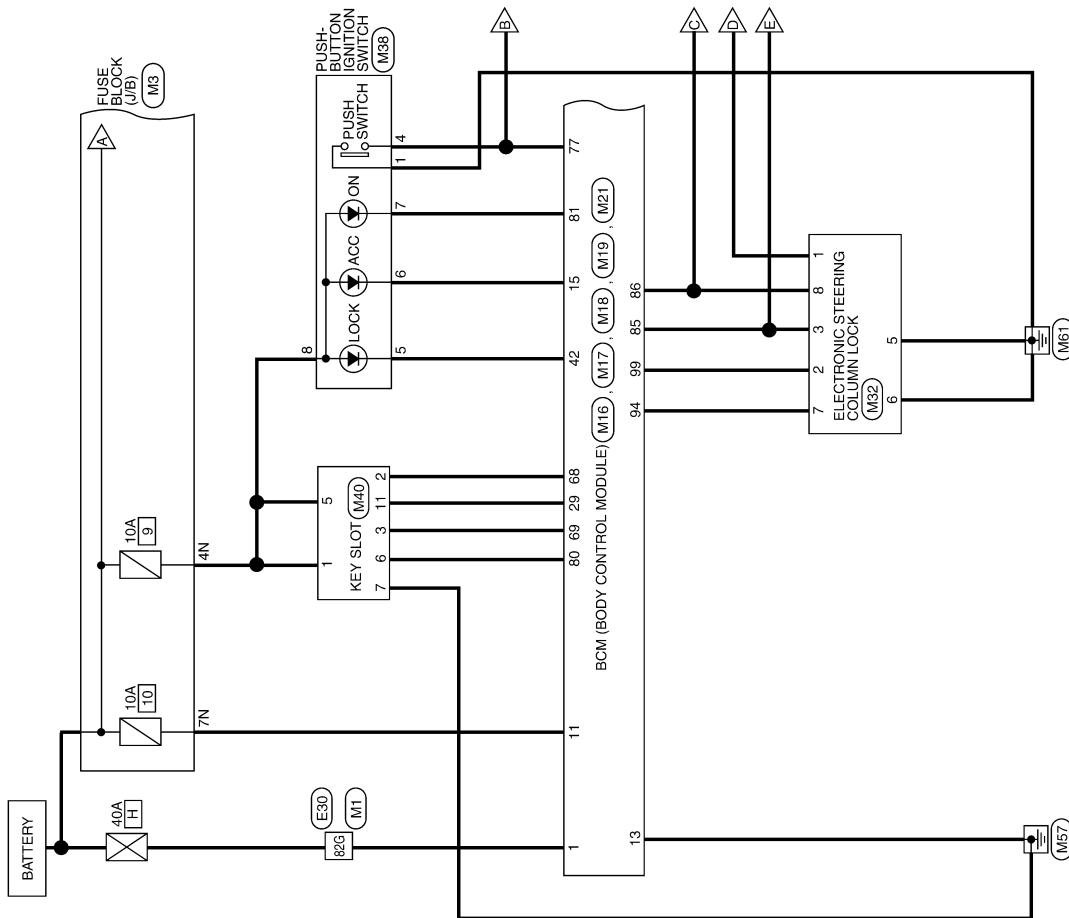 BATTERY
40A
H
E30
M1
82G
1
FUSE
BLOCK
(J/B)
M3
A
10A
10
7N
11
10A
9
4N
1
5
KEY SLOT
M40
7
6
3
11
2
80
69
29
68
PUSH-
BUTTON
IGNITION
SWITCH
M38
8
LOCK
ACC
ON
PUSH
SWITCH
5
6
7
1
4
42
15
81
77
B
C
D
E
BCM (BODY CONTROL MODULE)
M16 , M17 , M18 , M19 , M21
13
94
99
85
86
7
2
3
8
1
ELECTRONIC STEERING
COLUMN LOCK
M32
6
5
M57
M61